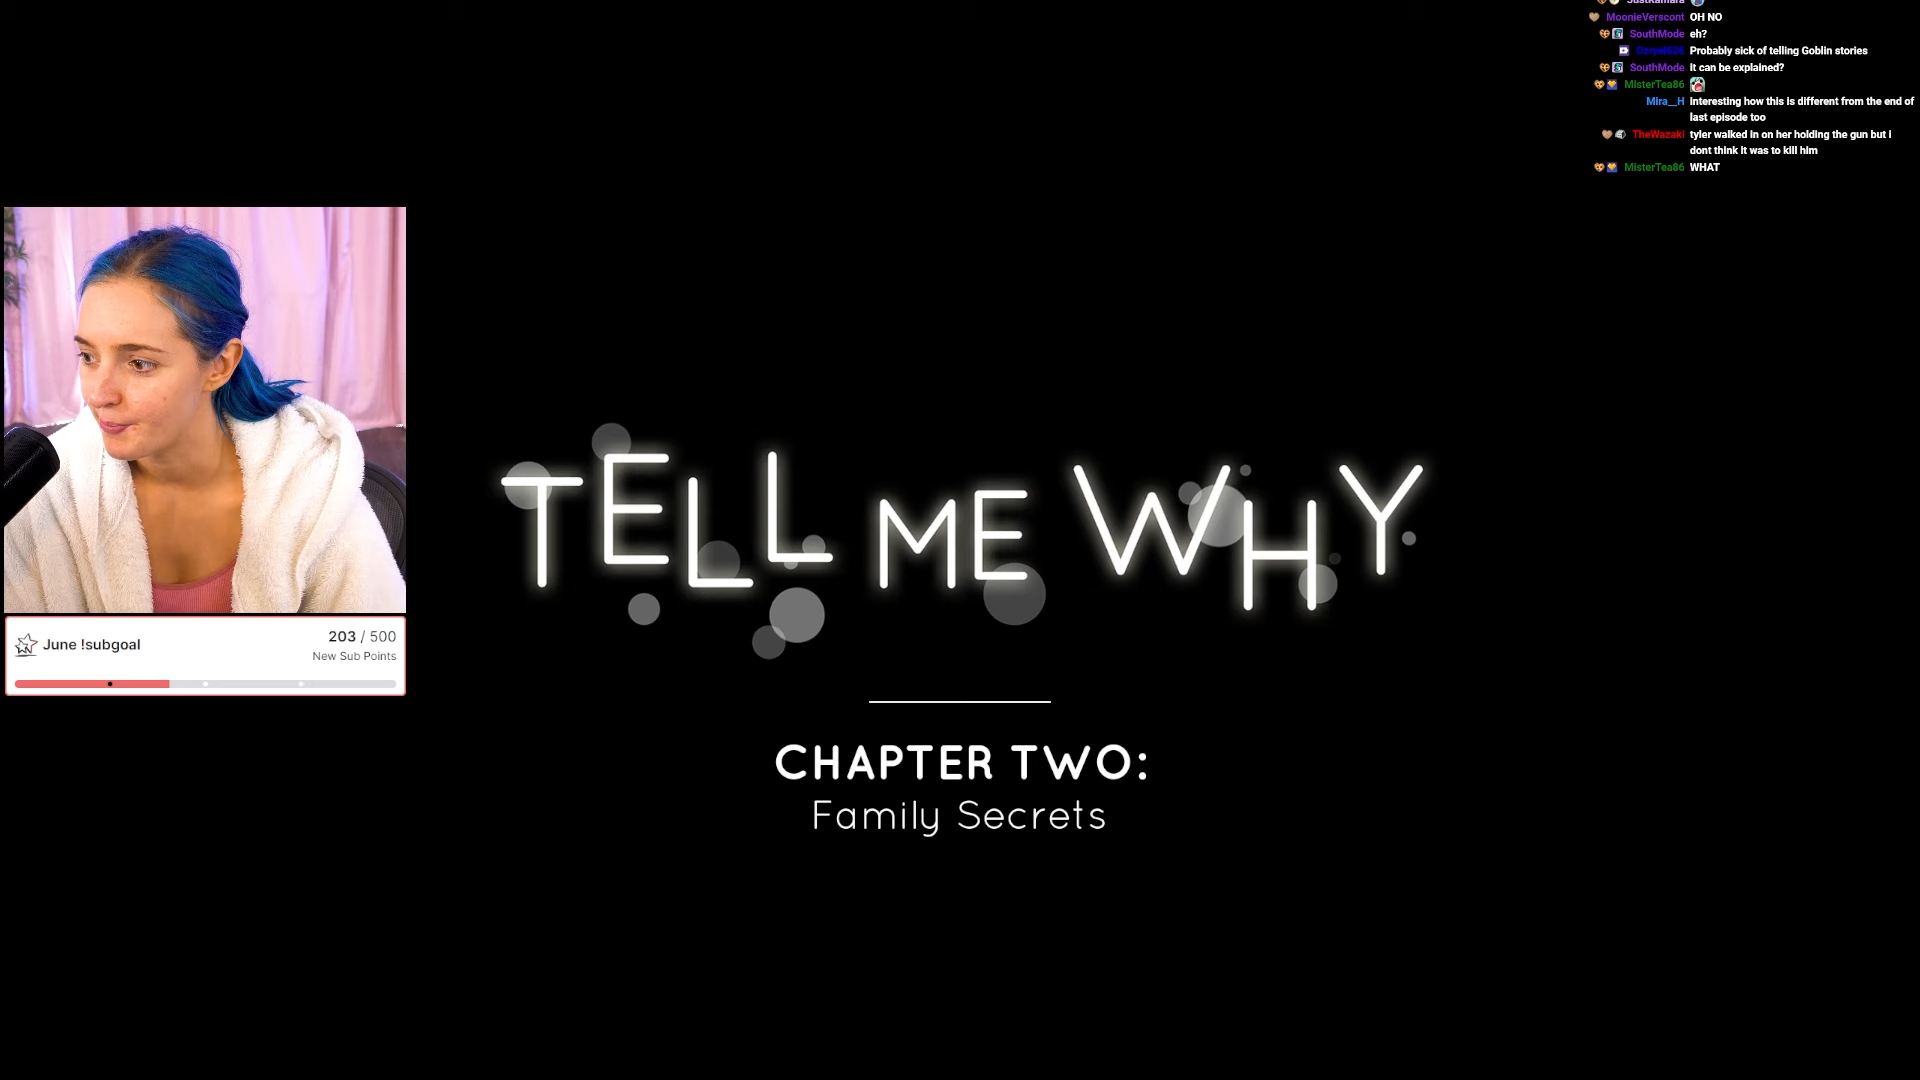 MoonieVerscont OH NO
SouthMode eh?
Probably sick of telling Goblin stories
SouthMode it can be explained?
MisterTea86
Mira__H Interesting how this is different from the end of
last episode too
TheWazaki tyler walked in on her holding the gun but i
dont think it was to kill him
MisterTea86 WHAT
TELL ME WHY
June !subgoal
203 / 500
New Sub Points
CHAPTER TWO:
Family Secrets